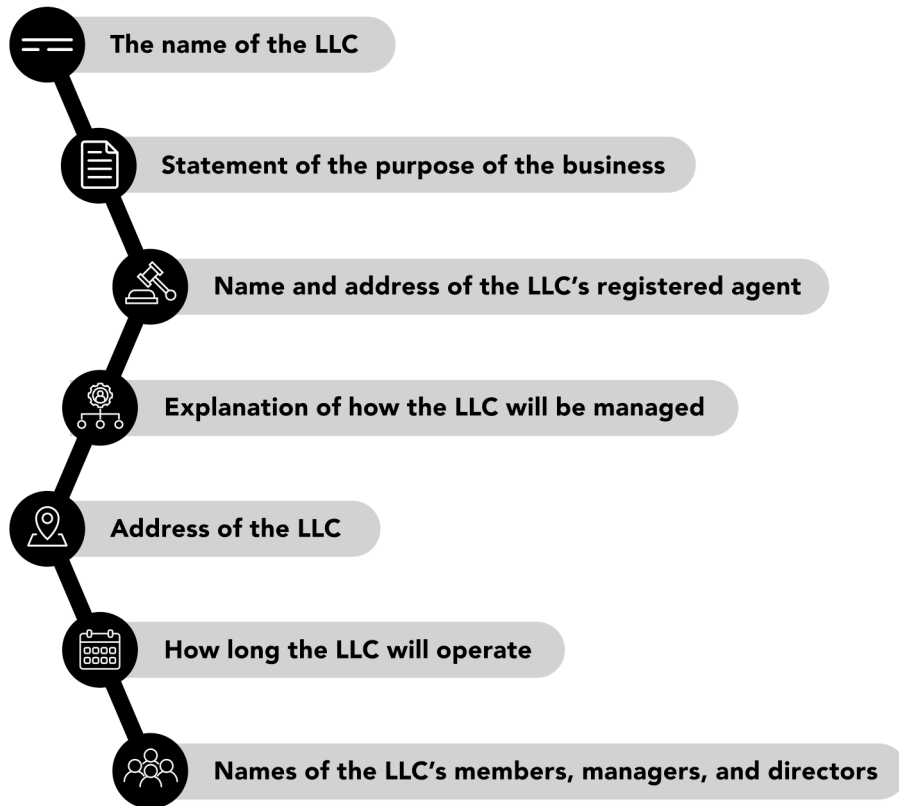 The name of the LLC
Statement of the purpose of the business
Name and address of the LLC’s registered agent
Explanation of how the LLC will be managed
Address of the LLC
How long the LLC will operate
Names of the LLC’s members, managers, and directors